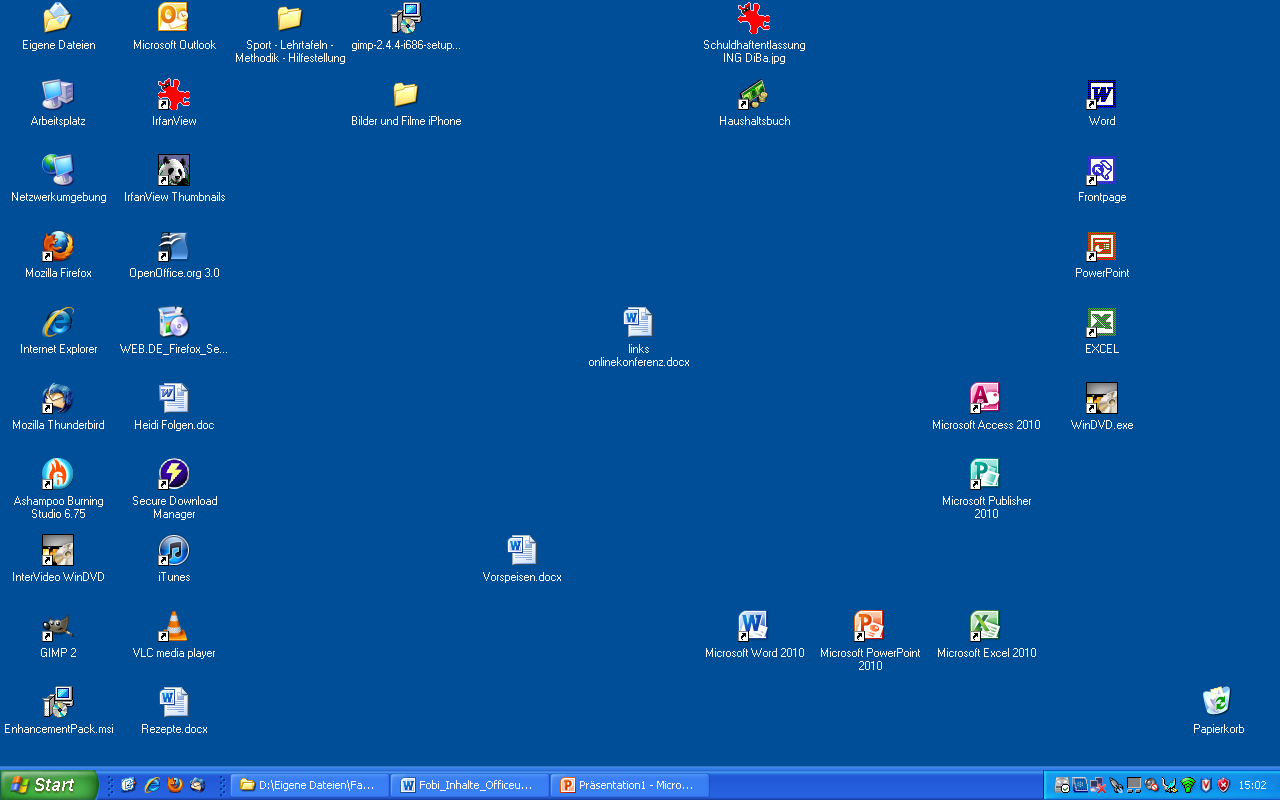 Eigene Dateien
Microsoft Outlook
Sport - Lehrtafeln -
Methodik - Hilfestellung
gimp-2.4.4-i686-setup...
Schuldhaftentlassung
ING DiBa.jpg
Arbeitsplatz
IrfanView
Bilder und Filme iPhone
Haushaltsbuch
Word
Netzwerkumgebung
IrfanView Thumbnails
Frontpage
Mozilla Firefox
OpenOffice.org 3.0
PowerPoint
Internet Explorer
WEB.DE_Firefox_Se...
links
onlinekonferenz.docx
EXCEL
Mozilla Thunderbird
Heidi Folgen.doc
Microsoft Access 2010
WinDVD.exe
Ashampoo Burning
Studio 6.75
Secure Download
Manager
Microsoft Publisher
2010
InterVideo WinDVD
iTunes
Vorspeisen.docx
GIMP 2
VLC media player
Microsoft Word 2010
Microsoft PowerPoint
2010
Microsoft Excel 2010
EnhancementPack.msi
Rezepte.docx
Papierkorb
Start
D:\Eigene Dateien\Fa...
Fobi_Inhalte_Officeu...
Präsentation1 - Micro...
15:02